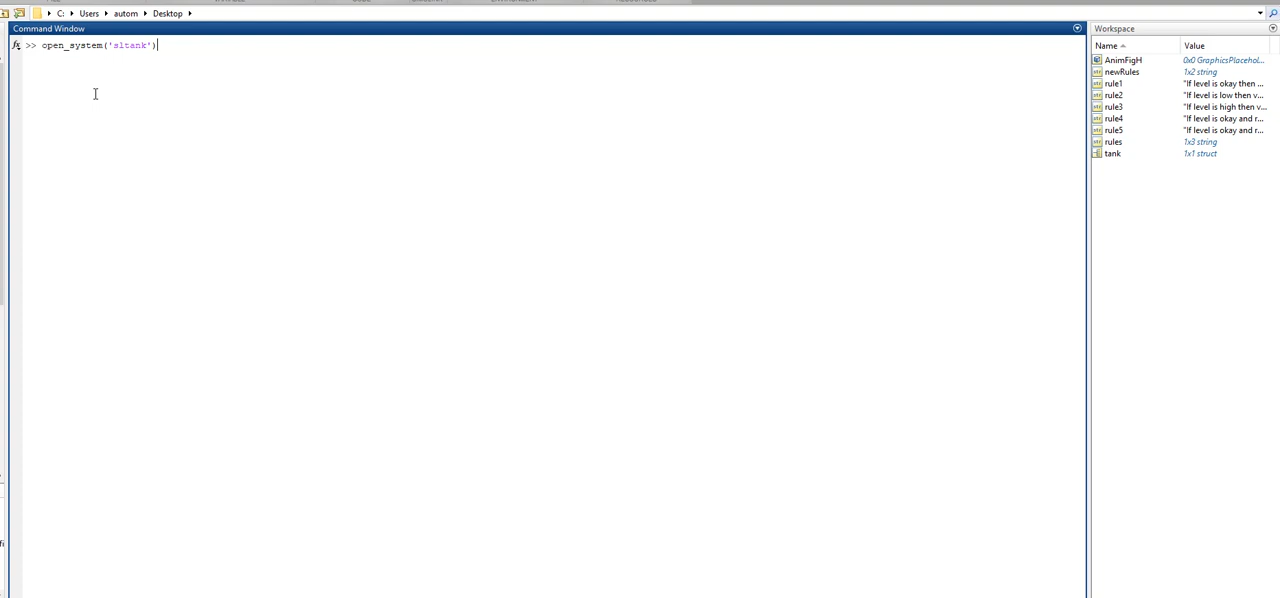 C: Users autom Desktop
Command Window
fx >> open_system('sltank')
Workspace
Name Value
AnimFigH 0x0 GraphicsPlacehol...
newRules 1x2 string
rule1 "If level is okay then ...
rule2 "If level is low then v...
rule3 "If level is high then v...
rule4 "If level is okay and r...
rule5 "If level is okay and r...
rules 1x3 string
tank 1x1 struct
fi